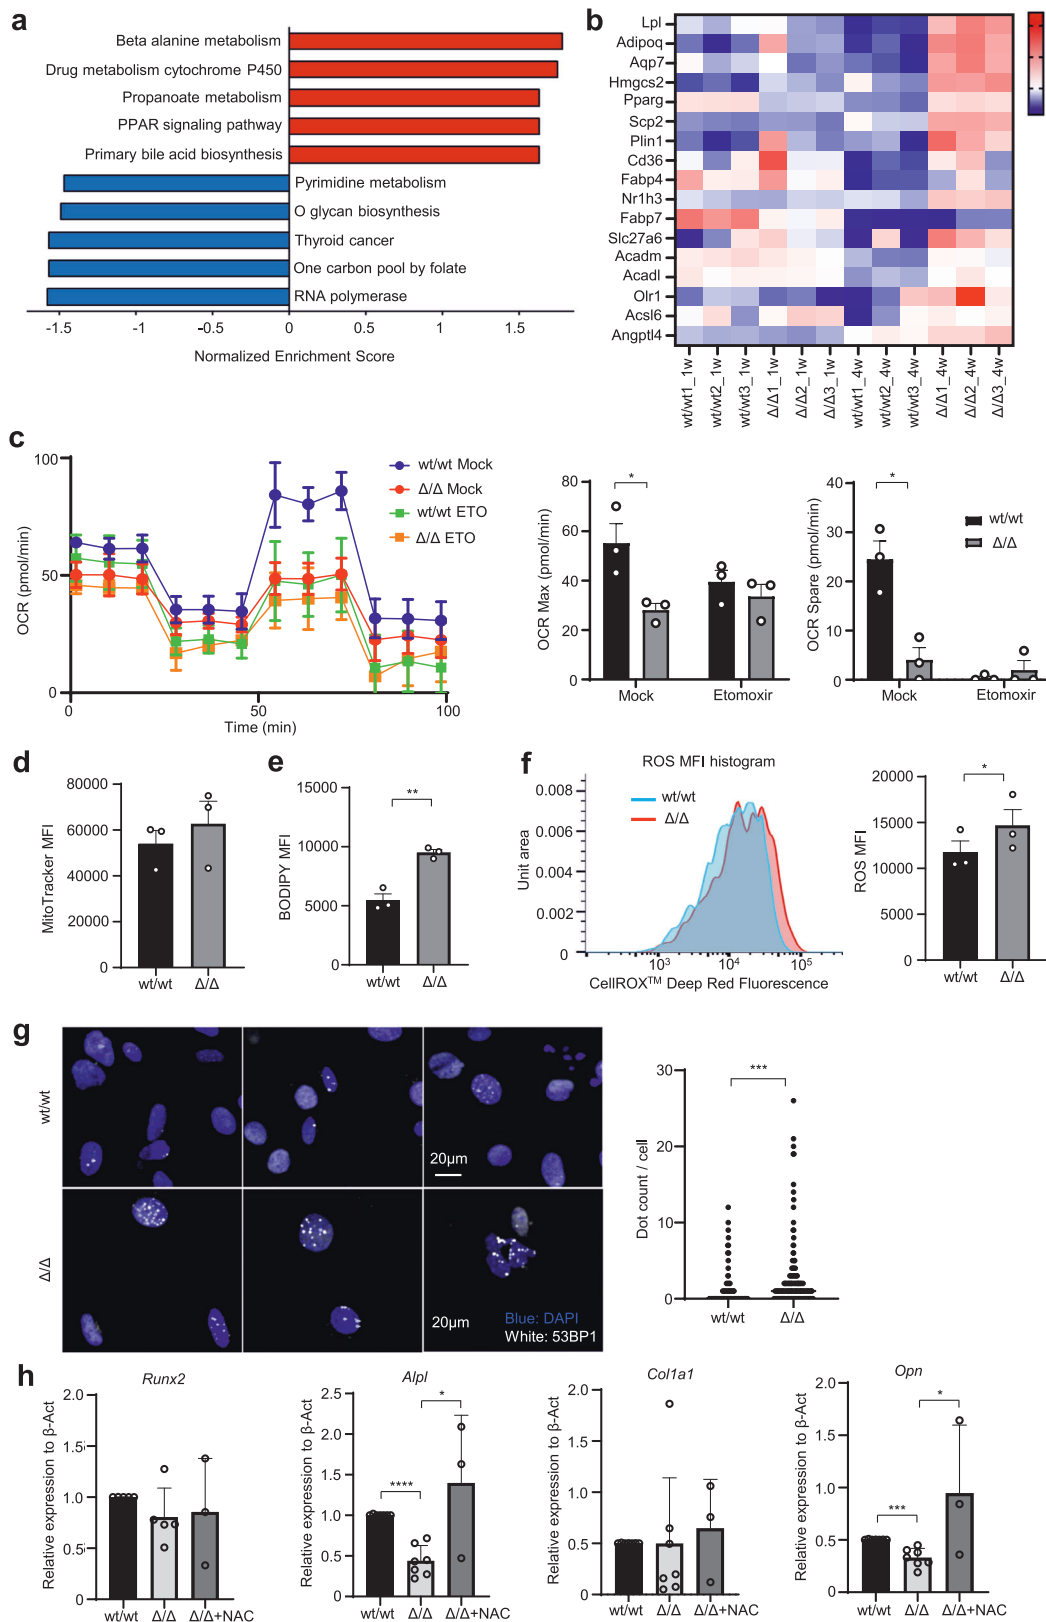 a
Beta alanine metabolism
Drug metabolism cytochrome P450
Propanoate metabolism
PPAR signaling pathway
Primary bile acid biosynthesis
Pyrimidine metabolism
O glycan biosynthesis
Thyroid cancer
One carbon pool by folate
RNA polymerase
-1.5 -1 -0.5 0 0.5 1 1.5
Normalized Enrichment Score
b
Lpl
Adipoq
Aqp7
Hmgcs2
Pparg
Scp2
Plin1
Cd36
Fabp4
Nr1h3
Fabp7
Slc27a6
Acadm
Acadl
Olr1
Acsl6
Angptl4
wt/wt1_1w
wt/wt2_1w
wt/wt3_1w
Δ/Δ1_1w
Δ/Δ2_1w
Δ/Δ3_1w
wt/wt1_4w
wt/wt2_4w
wt/wt3_4w
Δ/Δ1_4w
Δ/Δ2_4w
Δ/Δ3_4w
c
100
50
0
OCR (pmol/min)
0 50 100
Time (min)
wt/wt Mock
Δ/Δ Mock
wt/wt ETO
Δ/Δ ETO
80
60
40
20
0
OCR Max (pmol/min)
*
Mock Etomoxir
40
30
20
10
0
OCR Spare (pmol/min)
*
wt/wt
Δ/Δ
Mock Etomoxir
d
80000
60000
40000
20000
0
MitoTracker MFI
wt/wt Δ/Δ
e
15000
10000
5000
0
BODIPY MFI
**
wt/wt Δ/Δ
f
ROS MFI histogram
0.008
0.006
0.004
0.002
0
Unit area
wt/wt
Δ/Δ
10³ 10⁴ 10⁵
CellROX™ Deep Red Fluorescence
20000
15000
10000
5000
0
ROS MFI
*
wt/wt Δ/Δ
g
wt/wt
Δ/Δ
20µm
20µm
Blue: DAPI
White: 53BP1
30
20
10
0
Dot count / cell
***
wt/wt Δ/Δ
h
Runx2
2.0
1.5
1.0
0.5
0
Relative expression to β-Act
wt/wt Δ/Δ Δ/Δ+NAC
Alpl
2.5
2.0
1.5
1.0
0.5
0
Relative expression to β-Act
****
*
wt/wt Δ/Δ Δ/Δ+NAC
Col1a1
2.0
1.5
1.0
0.5
0
Relative expression to β-Act
wt/wt Δ/Δ Δ/Δ+NAC
Opn
2.0
1.5
1.0
0.5
0
Relative expression to β-Act
***
*
wt/wt Δ/Δ Δ/Δ+NAC